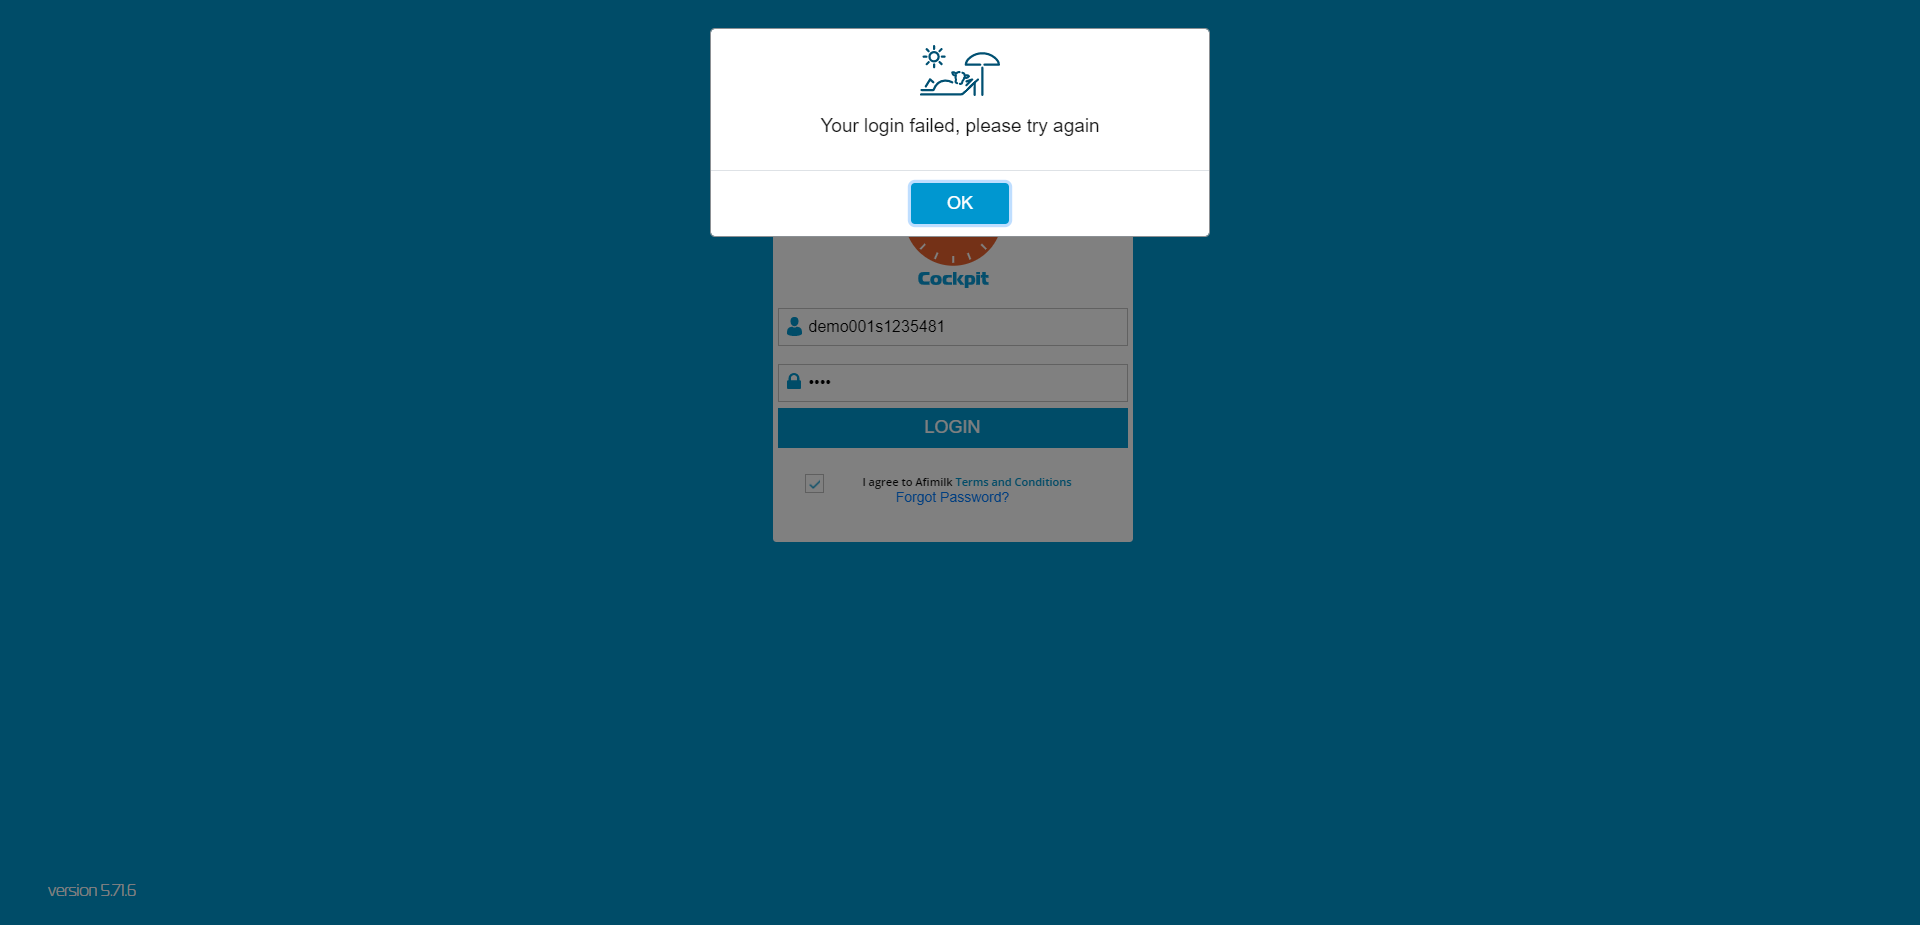 Your login failed, please try again
OK
Cockpit
demo001s1235481
••••
LOGIN
I agree to Afimilk Terms and Conditions
Forgot Password?
version 5.71.6